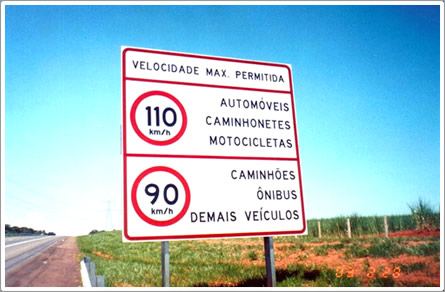 VELOCIDADE MAX. PERMITIDA
110
km/h
AUTOMÓVEIS
CAMINHONETES
MOTOCICLETAS
90
km/h
CAMINHÕES
ÔNIBUS
DEMAIS VEÍCULOS